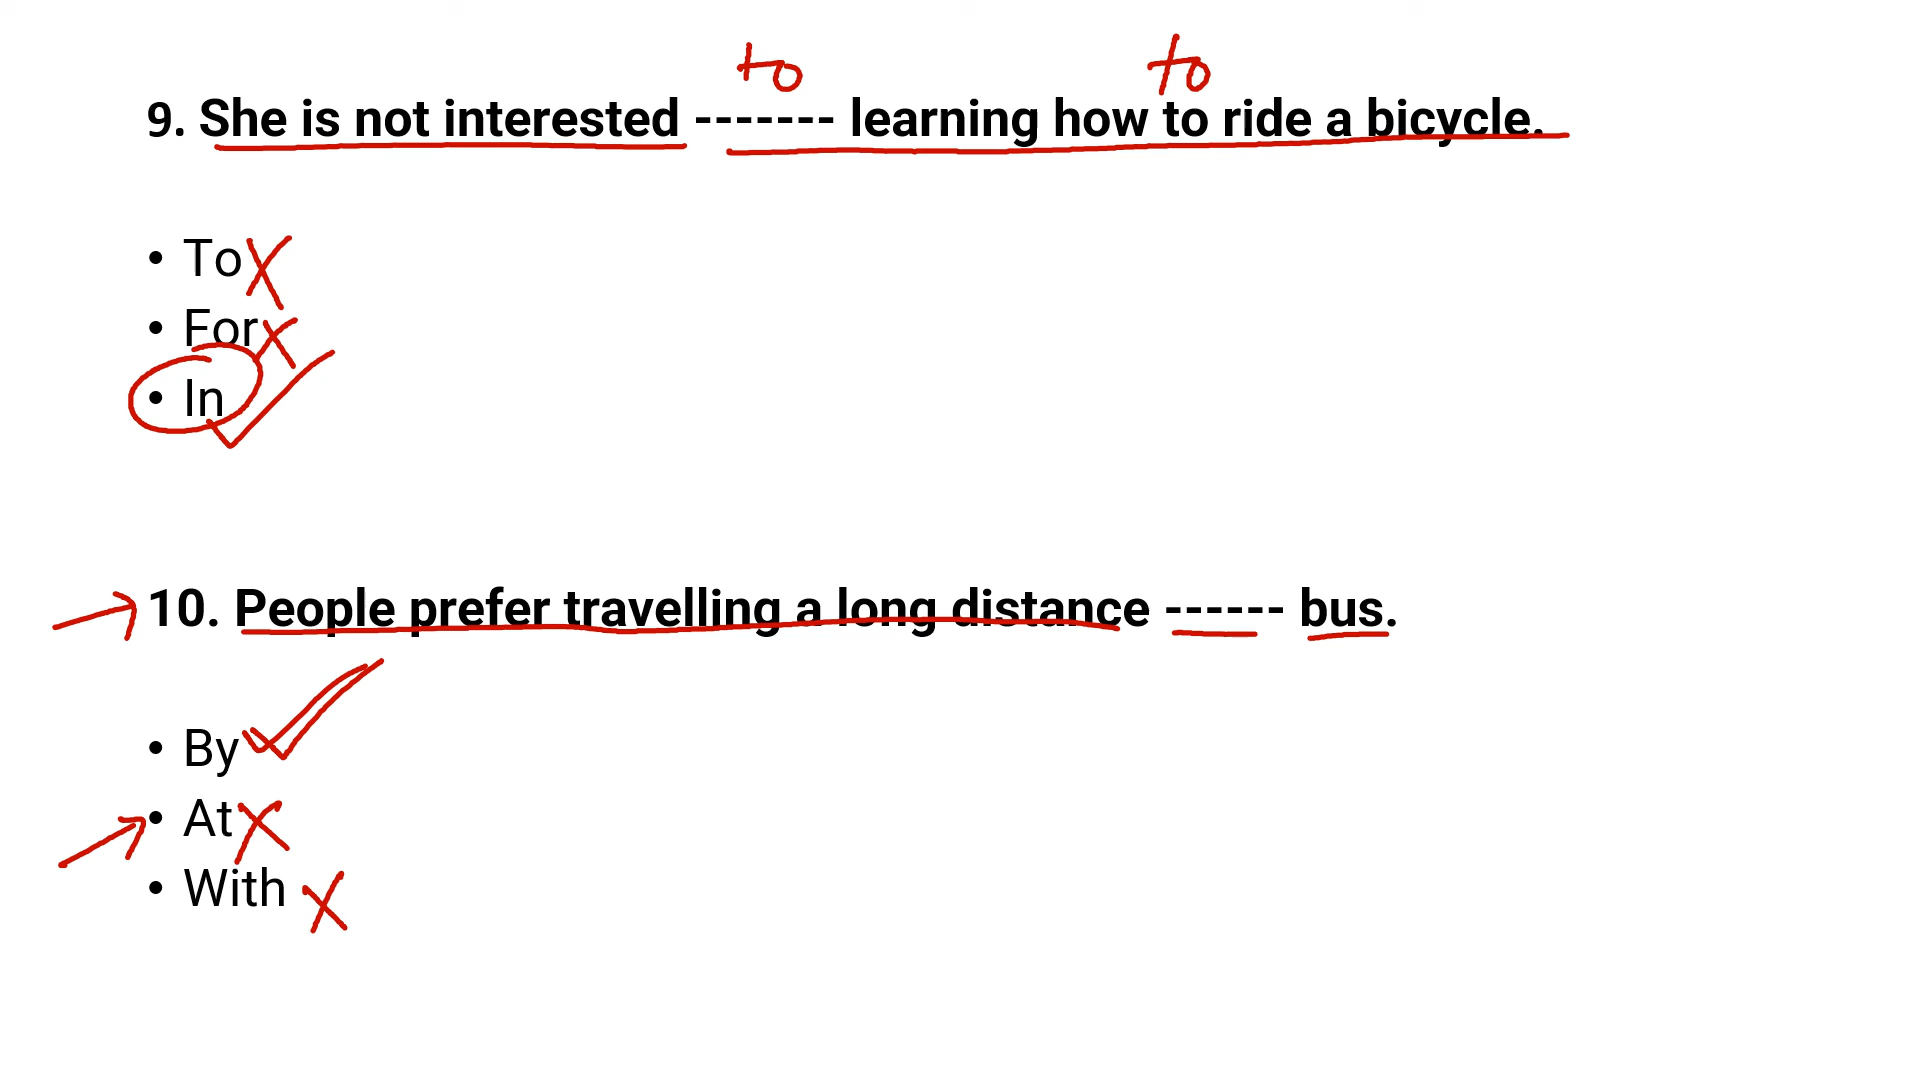 to to
9. She is not interested ------- learning how to ride a bicycle.
• To
• For
• In
10. People prefer travelling a long distance ------ bus.
• By
• At
• With